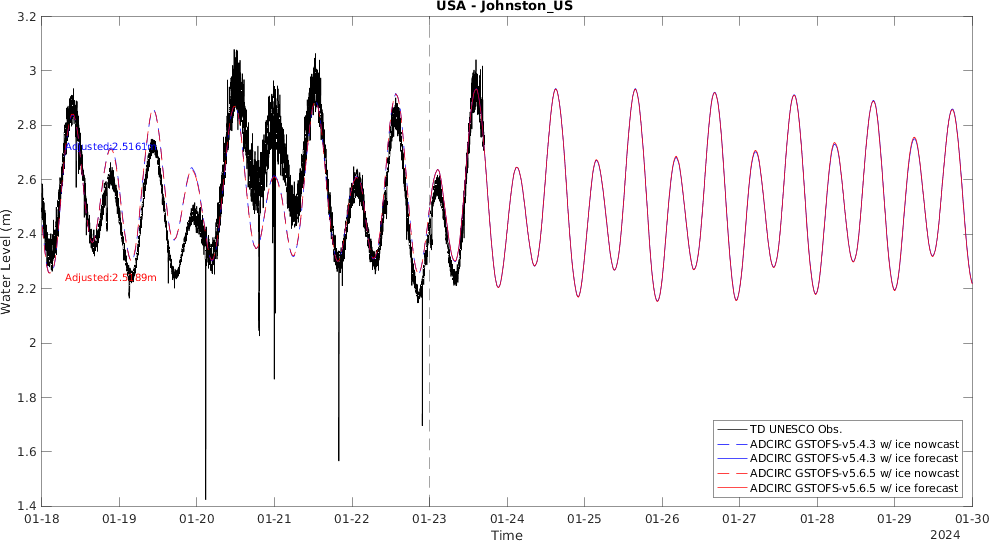 USA - Johnston_US
3.2
3
2.8
2.6
2.4
2.2
2
1.8
1.6
1.4
Water Level (m)
Adjusted:2.5161m
TD UNESCO Obs.
ADCIRC GSTOFS-v5.4.3 w/ ice nowcast
ADCIRC GSTOFS-v5.4.3 w/ ice forecast
ADCIRC GSTOFS-v5.6.5 w/ ice nowcast
ADCIRC GSTOFS-v5.6.5 w/ ice forecast
01-18 01-19 01-20 01-21 01-22 01-23 01-24 01-25 01-26 01-27 01-28 01-29 01-30
Time
2024